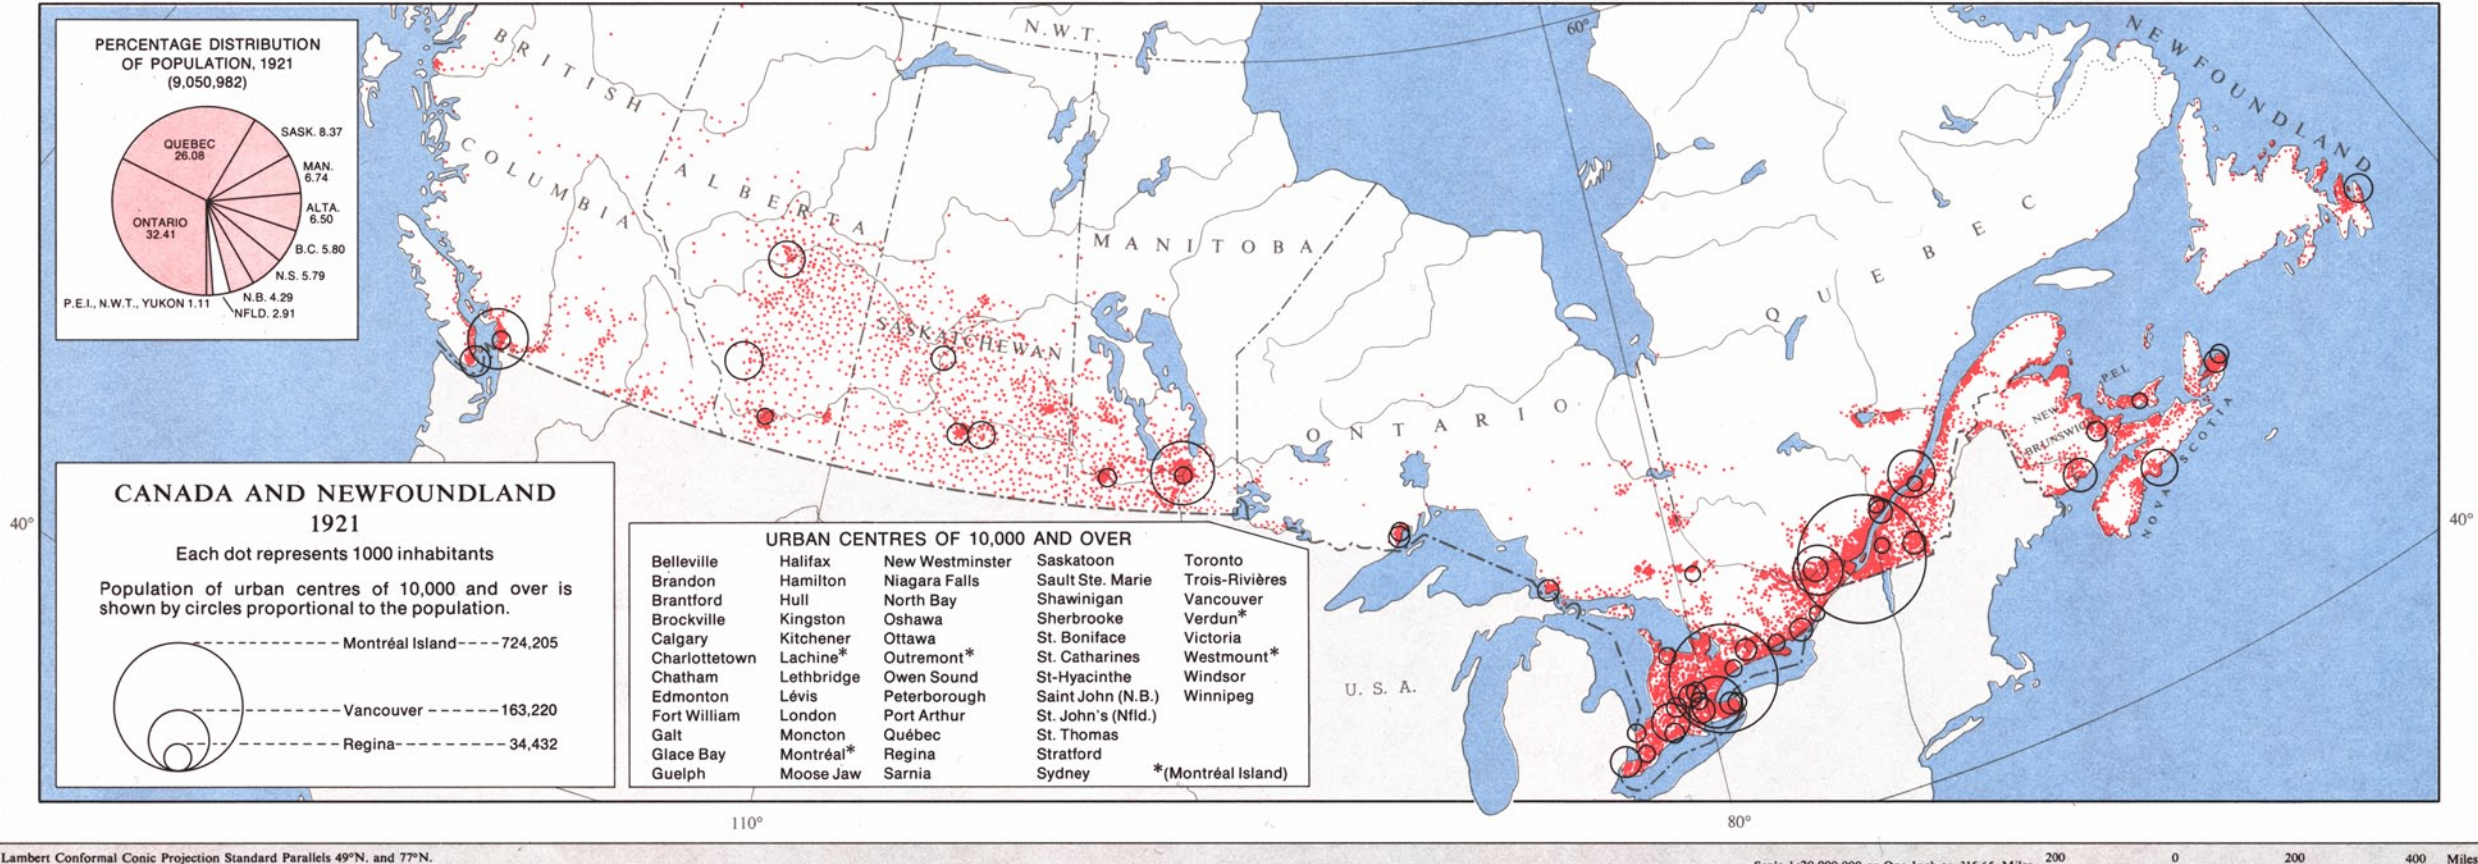 PERCENTAGE DISTRIBUTION
OF POPULATION, 1921
(9,050,982)
QUEBEC
26.08
SASK. 8.37
MAN.
6.74
ALTA.
6.50
B.C. 5.80
N.S. 5.79
N.B. 4.29
NFLD. 2.91
P.E.I., N.W.T., YUKON 1.11
ONTARIO
32.41
BRITISH
COLUMBIA
ALBERTA
SASKATCHEWAN
MANITOBA
N.W.T.
ONTARIO
QUEBEC
NEWFOUNDLAND
P.E.I.
NEW
BRUNSWICK
NOVA SCOTIA
U. S. A.
60°
40°
40°
110°
80°
CANADA AND NEWFOUNDLAND
1921
Each dot represents 1000 inhabitants
Population of urban centres of 10,000 and over is
shown by circles proportional to the population.
Montréal Island 724,205
Vancouver 163,220
Regina 34,432
URBAN CENTRES OF 10,000 AND OVER
Belleville Halifax New Westminster Saskatoon Toronto
Brandon Hamilton Niagara Falls Sault Ste. Marie Trois-Rivières
Brantford Hull North Bay Shawinigan Vancouver
Brockville Kingston Oshawa Sherbrooke Verdun*
Calgary Kitchener Ottawa St. Boniface Victoria
Charlottetown Lachine* Outremont* St. Catharines Westmount*
Chatham Lethbridge Owen Sound St-Hyacinthe Windsor
Edmonton Lévis Peterborough Saint John (N.B.) Winnipeg
Fort William London Port Arthur St. John's (Nfld.)
Galt Moncton Québec St. Thomas
Glace Bay Montréal* Regina Stratford
Guelph Moose Jaw Sarnia Sydney *(Montréal Island)
Lambert Conformal Conic Projection Standard Parallels 49°N. and 77°N.
200 0 200 400 Miles